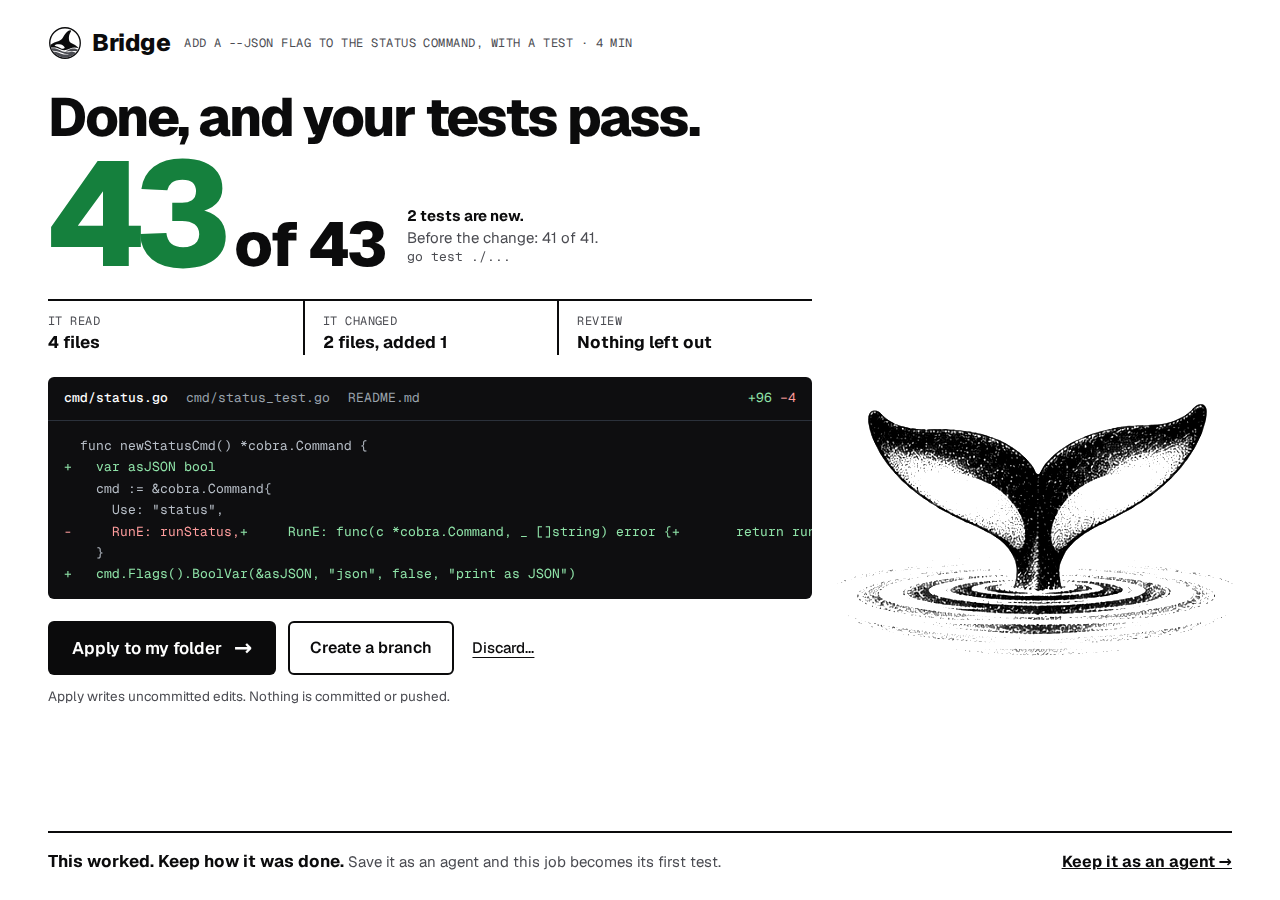 Bridge ADD A --JSON FLAG TO THE STATUS COMMAND, WITH A TEST · 4 MIN
Done, and your tests pass.
43 of 43
2 tests are new.
Before the change: 41 of 41.
go test ./...
IT READ
4 files
IT CHANGED
2 files, added 1
REVIEW
Nothing left out
cmd/status.go cmd/status_test.go README.md +96 −4
func newStatusCmd() *cobra.Command {
+ var asJSON bool
cmd := &cobra.Command{
Use: "status",
− RunE: runStatus,+ RunE: func(c *cobra.Command, _ []string) error {+ return run
}
+ cmd.Flags().BoolVar(&asJSON, "json", false, "print as JSON")
Apply to my folder →
Create a branch
Discard…
Apply writes uncommitted edits. Nothing is committed or pushed.
This worked. Keep how it was done. Save it as an agent and this job becomes its first test.
Keep it as an agent →